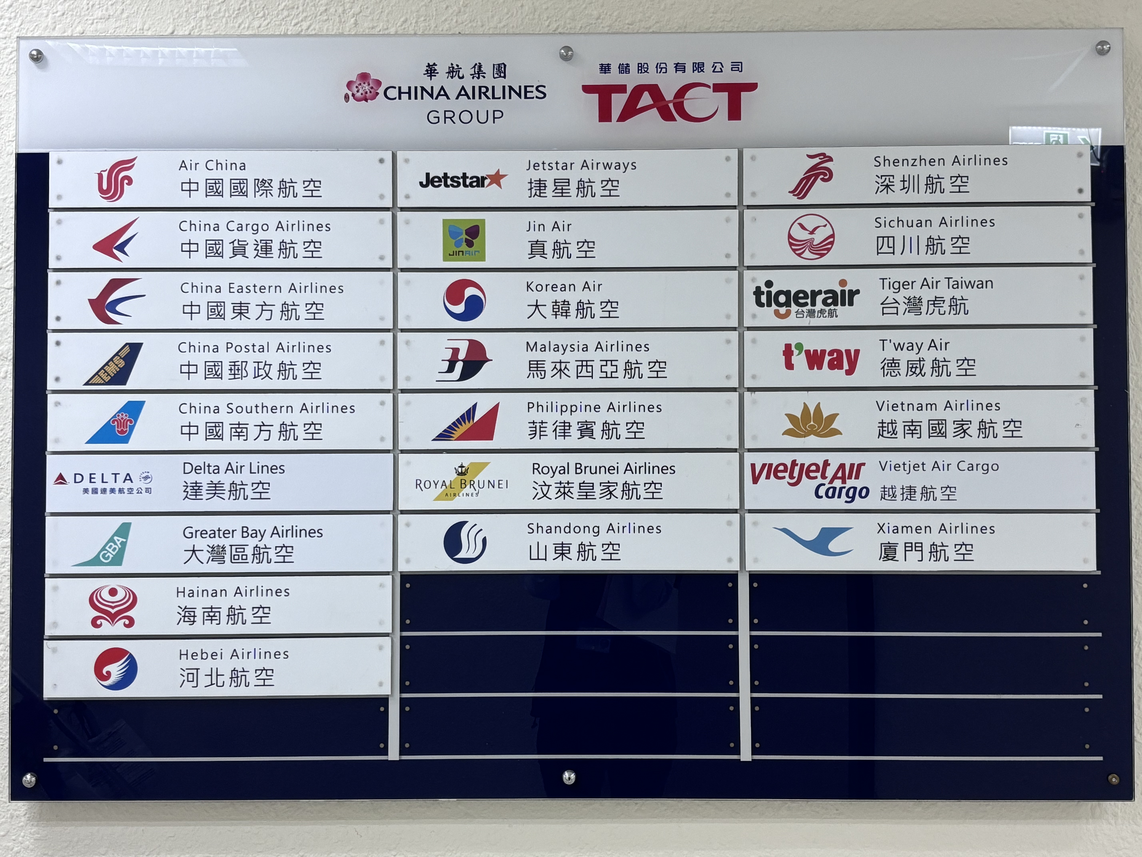 華航集團
CHINA AIRLINES
GROUP
華儲股份有限公司
TACT
Air China
中國國際航空
China Cargo Airlines
中國貨運航空
China Eastern Airlines
中國東方航空
EMS
China Postal Airlines
中國郵政航空
China Southern Airlines
中國南方航空
DELTA
美國達美航空公司
Delta Air Lines
達美航空
GBA
Greater Bay Airlines
大灣區航空
Hainan Airlines
海南航空
Hebei Airlines
河北航空
Jetstar
Jetstar Airways
捷星航空
JINAIR
Jin Air
真航空
Korean Air
大韓航空
Malaysia Airlines
馬來西亞航空
Philippine Airlines
菲律賓航空
ROYAL BRUNEI
AIRLINES
Royal Brunei Airlines
汶萊皇家航空
Shandong Airlines
山東航空
Shenzhen Airlines
深圳航空
Sichuan Airlines
四川航空
tigerair
台灣虎航
Tiger Air Taiwan
台灣虎航
t'way
T'way Air
德威航空
Vietnam Airlines
越南國家航空
vietjet Air
Cargo
Vietjet Air Cargo
越捷航空
Xiamen Airlines
廈門航空